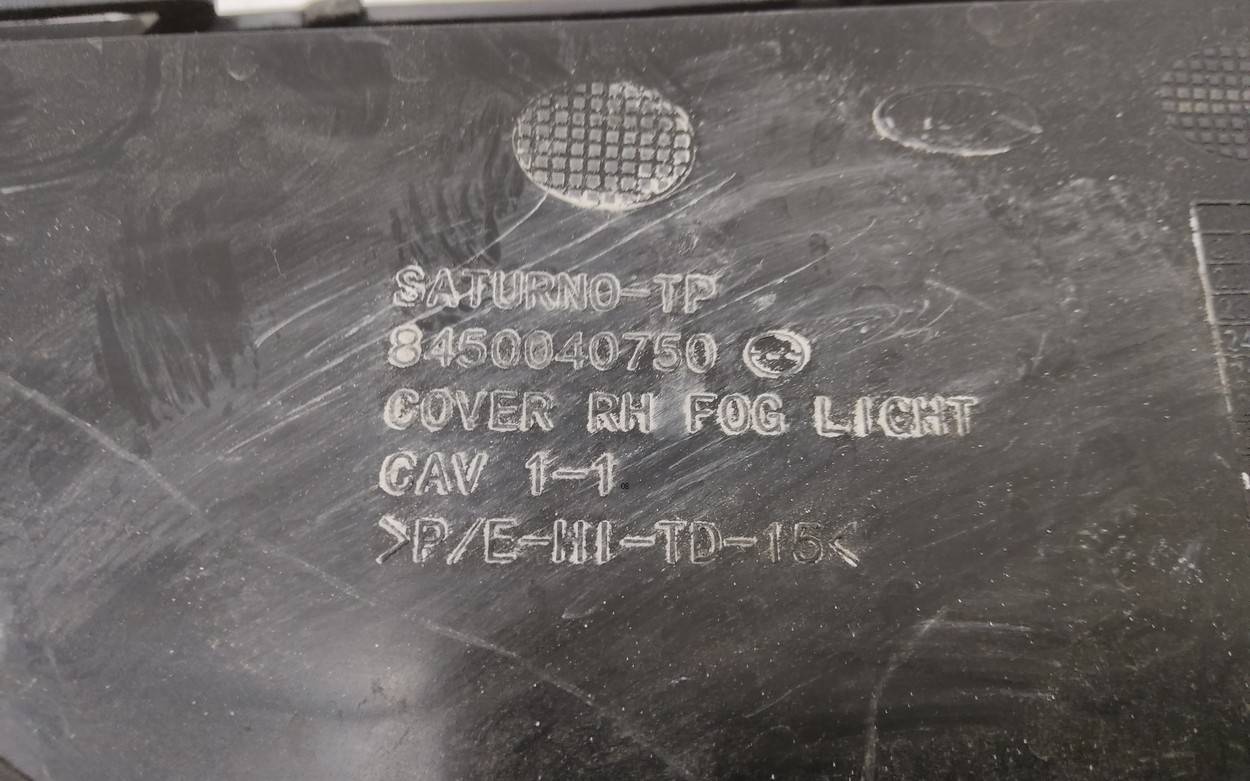 SATURNO-TP
8450040750
COVER RH FOG LIGHT
CAV 1-1
>P/E-HI-TD-15<